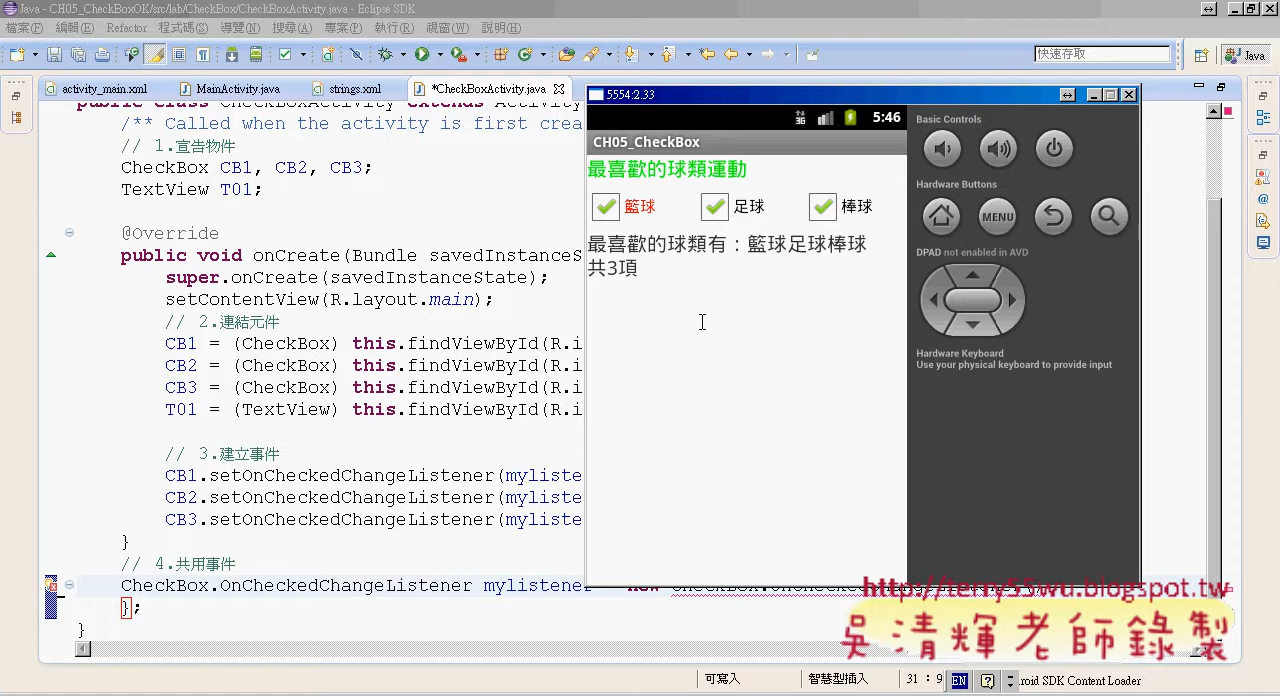 Java - CH05_CheckBoxOK/src/lab/CheckBox/CheckBoxActivity.java - Eclipse SDK
檔案(F) 編輯(E) Refactor 程式碼(S) 導覽(N) 搜尋(A) 專案(P) 執行(R) 視窗(W) 說明(H)
快速存取
Java
activity_main.xml
MainActivity.java
strings.xml
*CheckBoxActivity.jav
public class CheckBoxActivity extends Activity
/** Called when the activity is first crea
// 1.宣告物件
CheckBox CB1, CB2, CB3;
TextView T01;
@Override
public void onCreate(Bundle savedInstances
super.onCreate(savedInstanceState);
setContentView(R.layout.main);
// 2.連結元件
CB1 = (CheckBox) this.findViewById(R.i
CB2 = (CheckBox) this.findViewById(R.i
CB3 = (CheckBox) this.findViewById(R.i
T01 = (TextView) this.findViewById(R.i
// 3.建立事件
CB1.setOnCheckedChangeListener(myliste
CB2.setOnCheckedChangeListener(myliste
CB3.setOnCheckedChangeListener(myliste
}
// 4.共用事件
CheckBox.OnCheckedChangeListener mylistener = new CheckBox.OnCheckedChangeListener()
};
}
5554:2.33
5:46
CH05_CheckBox
最喜歡的球類運動
籃球 足球 棒球
最喜歡的球類有：籃球足球棒球
共3項
Basic Controls
Hardware Buttons
MENU
DPAD not enabled in AVD
Hardware Keyboard
Use your physical keyboard to provide input
http://terry55wu.blogspot.tw
吳清輝老師錄製
可寫入
智慧型插入
31 : 9
EN
roid SDK Content Loader